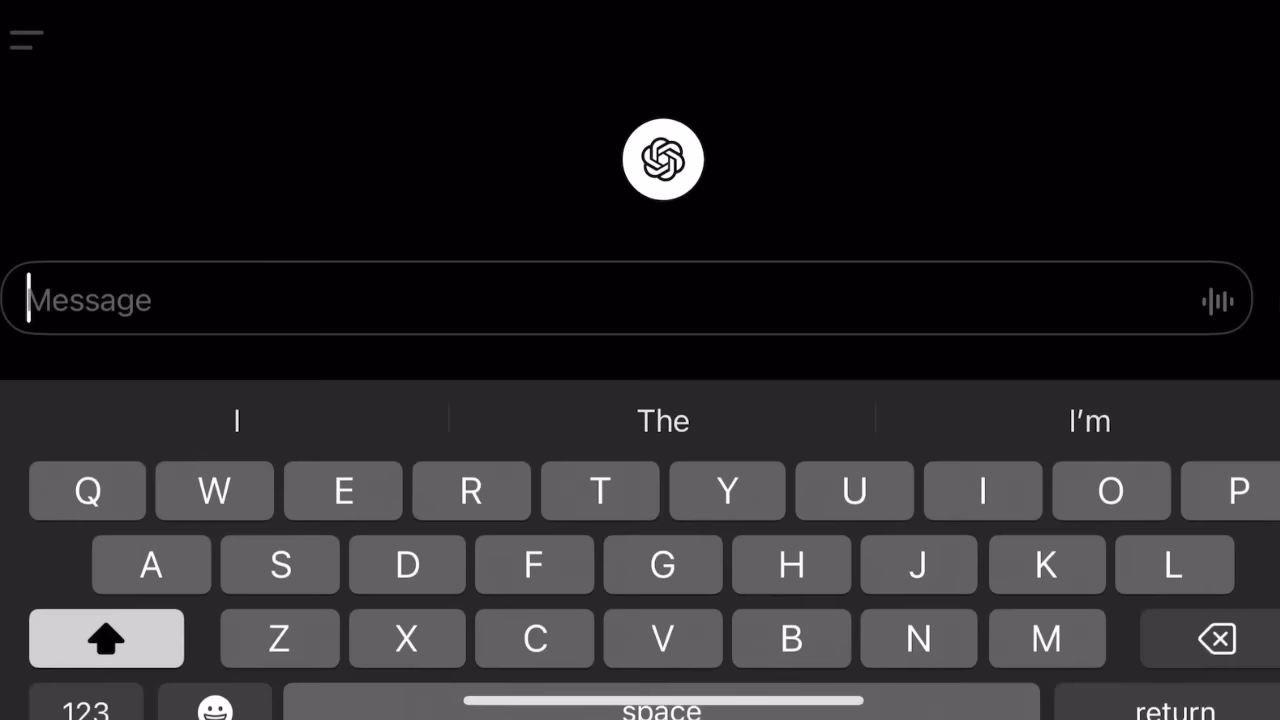 Message
I The I’m
Q W E R T Y U I O P
A S D F G H J K L
Z X C V B N M
123 space return